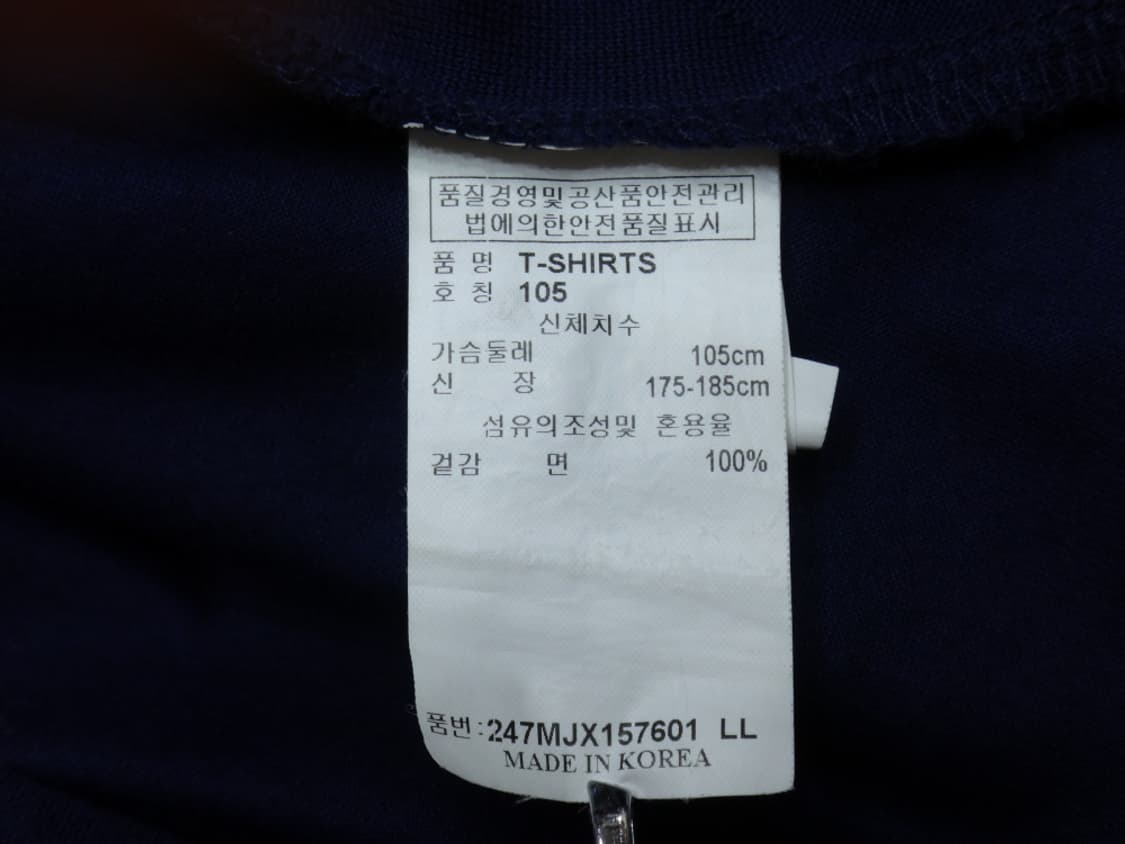 품질경영및공산품안전관리
법에의한안전품질표시
품 명 T-SHIRTS
호 칭 105
신체치수
가슴둘레 105cm
신 장 175-185cm
섬유의조성및 혼용율
겉감 면 100%
품번:247MJX157601 LL
MADE IN KOREA